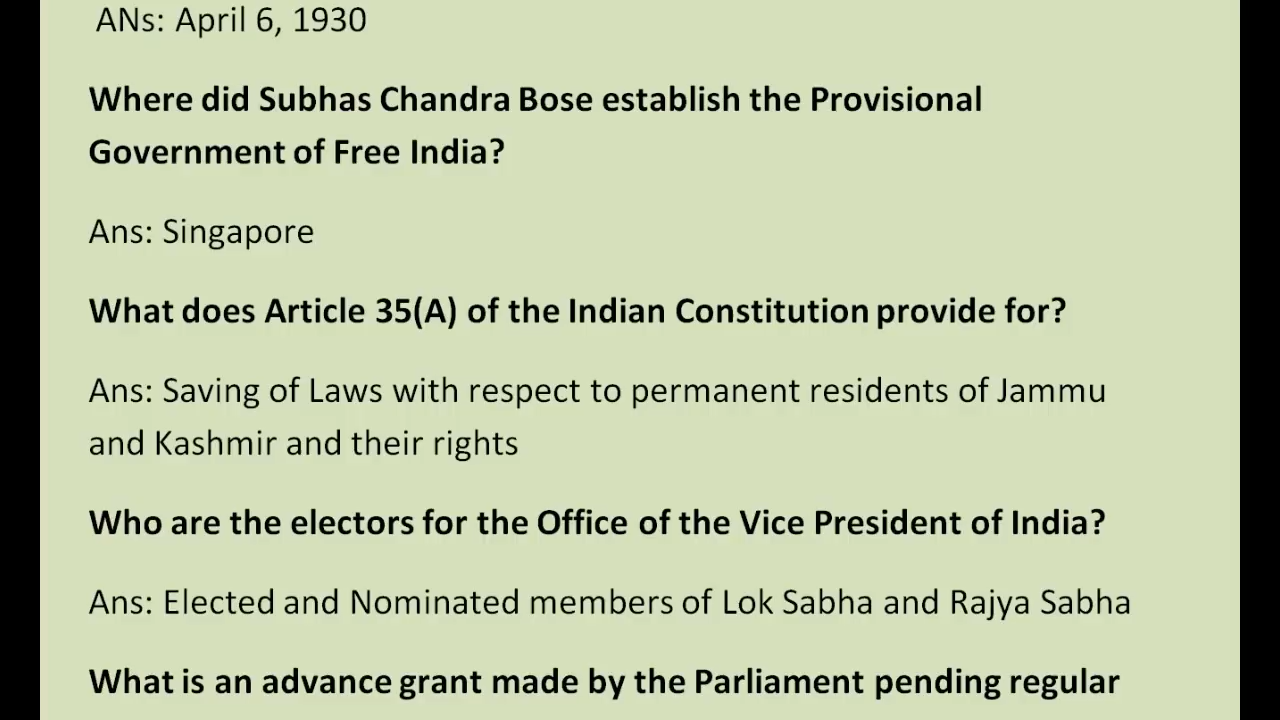 ANs: April 6, 1930
Where did Subhas Chandra Bose establish the Provisional
Government of Free India?
Ans: Singapore
What does Article 35(A) of the Indian Constitution provide for?
Ans: Saving of Laws with respect to permanent residents of Jammu
and Kashmir and their rights
Who are the electors for the Office of the Vice President of India?
Ans: Elected and Nominated members of Lok Sabha and Rajya Sabha
What is an advance grant made by the Parliament pending regular